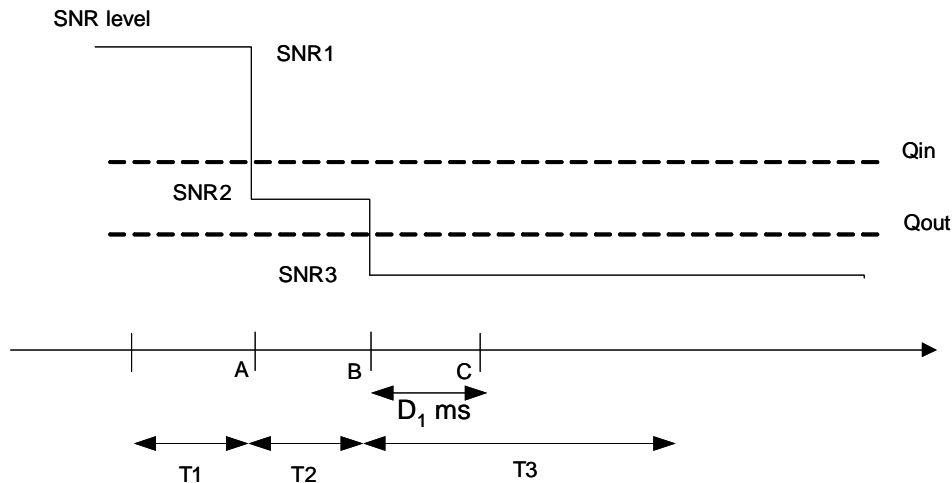 SNR level
SNR1
Qin
SNR2
Qout
SNR3
A
B
C
D₁ ms
T1
T2
T3